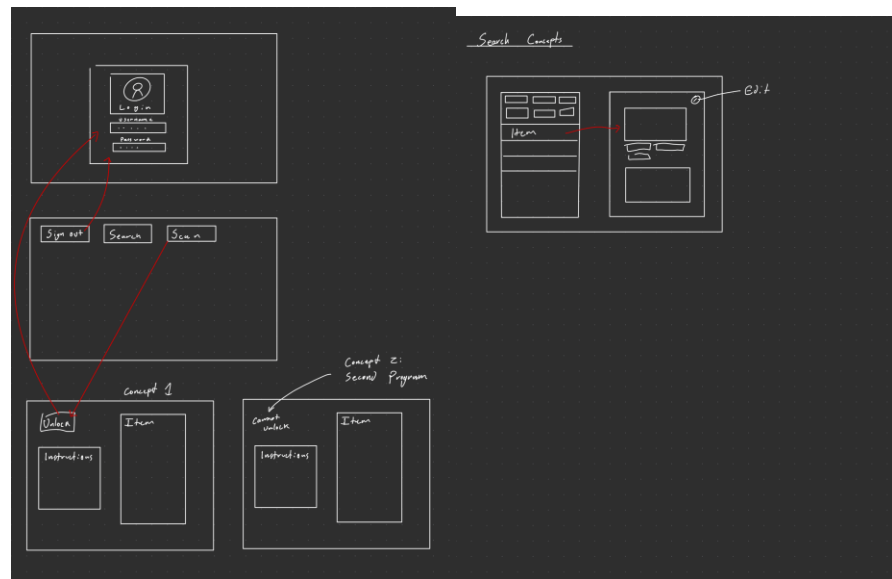 Login
Username
Password
Sign out
Search
Scan
Concept 1
Unlock
Item
Instructions
Concept 2:
Second Program
Cannot
unlock
Item
Instructions
Search Concepts
Edit
Item